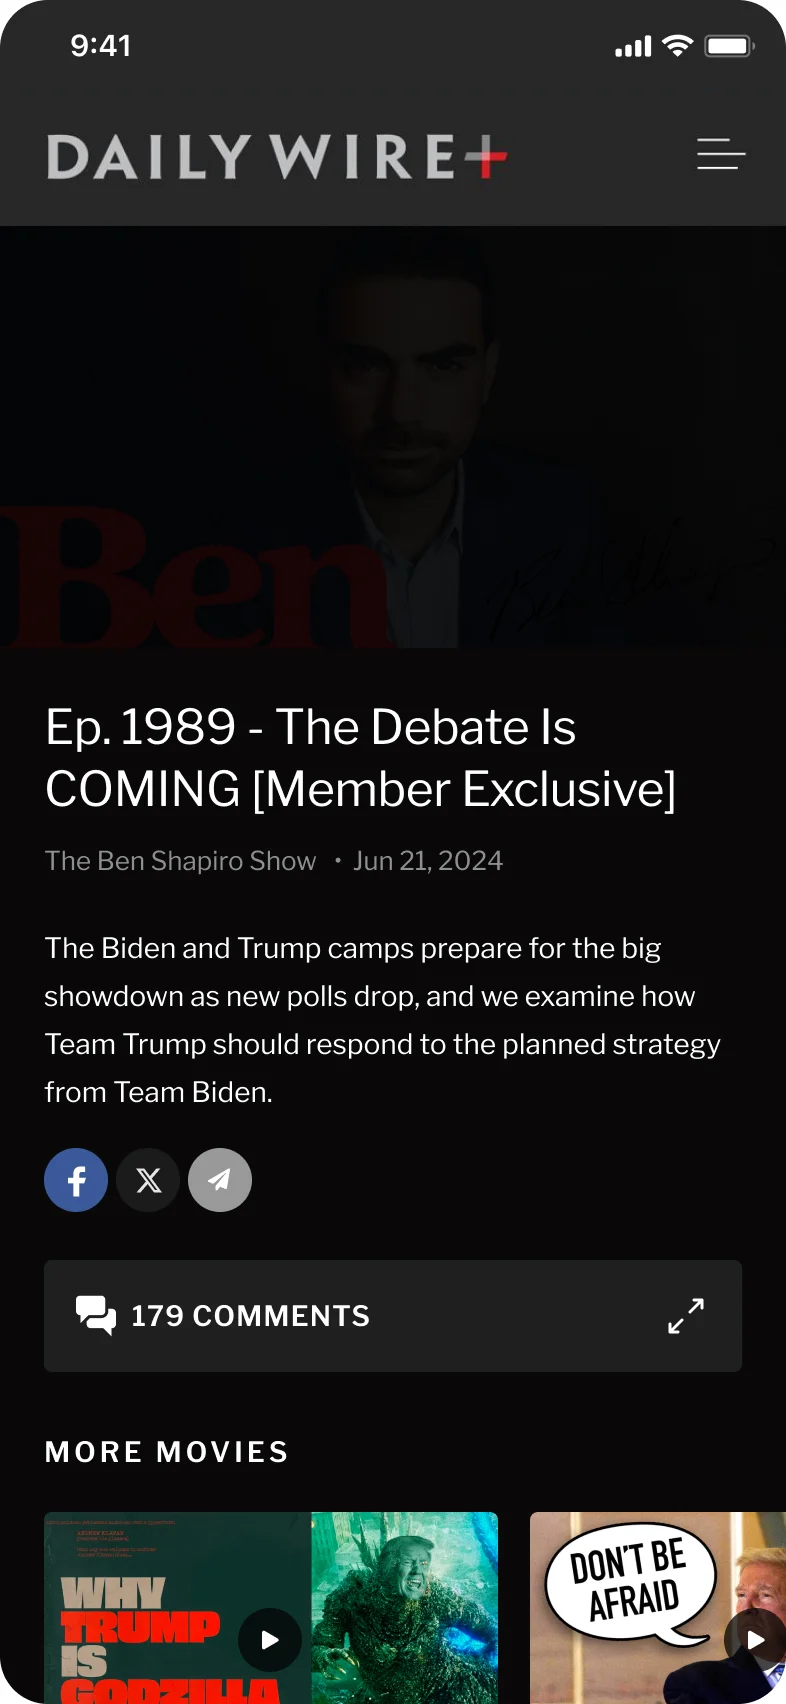 9:41
DAILY WIRE+
Ben
Ep. 1989 - The Debate Is
COMING [Member Exclusive]
The Ben Shapiro Show • Jun 21, 2024
The Biden and Trump camps prepare for the big
showdown as new polls drop, and we examine how
Team Trump should respond to the planned strategy
from Team Biden.
179 COMMENTS
MORE MOVIES
WHY
TRUMP
IS
GODZILLA
DON'T BE
AFRAID